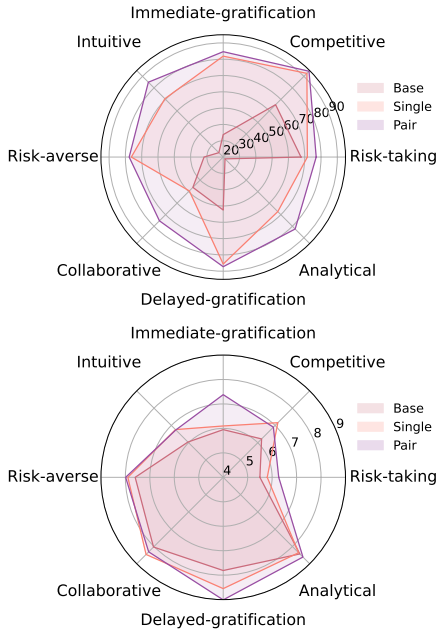 Immediate-gratification
Intuitive
Competitive
Risk-averse
Risk-taking
20 30 40 50 60 70 80 90
Collaborative
Analytical
Delayed-gratification
Base
Single
Pair
Immediate-gratification
Intuitive
Competitive
Risk-averse
Risk-taking
4 5 6 7 8 9
Collaborative
Analytical
Delayed-gratification
Base
Single
Pair